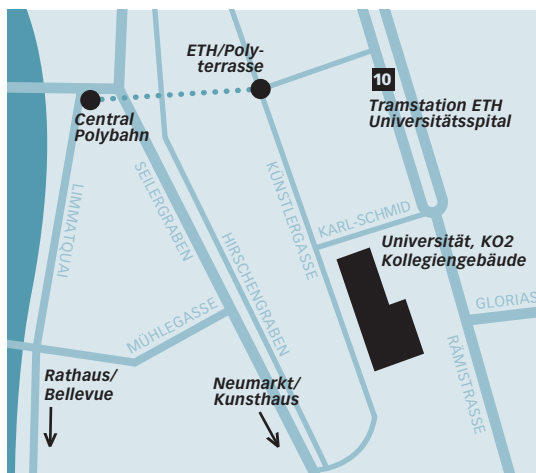 ETH/Poly-
terrasse
10
Tramstation ETH
Universitätsspital
Central
Polybahn
LIMMATQUAI
SEILERGRABEN
HIRSCHENGRABEN
KÜNSTLERGASSE
KARL-SCHMID
Universität, KO2
Kollegiengebäude
GLORIAS
RÄMISTRASSE
MÜHLEGASSE
Rathaus/
Bellevue
Neumarkt/
Kunsthaus